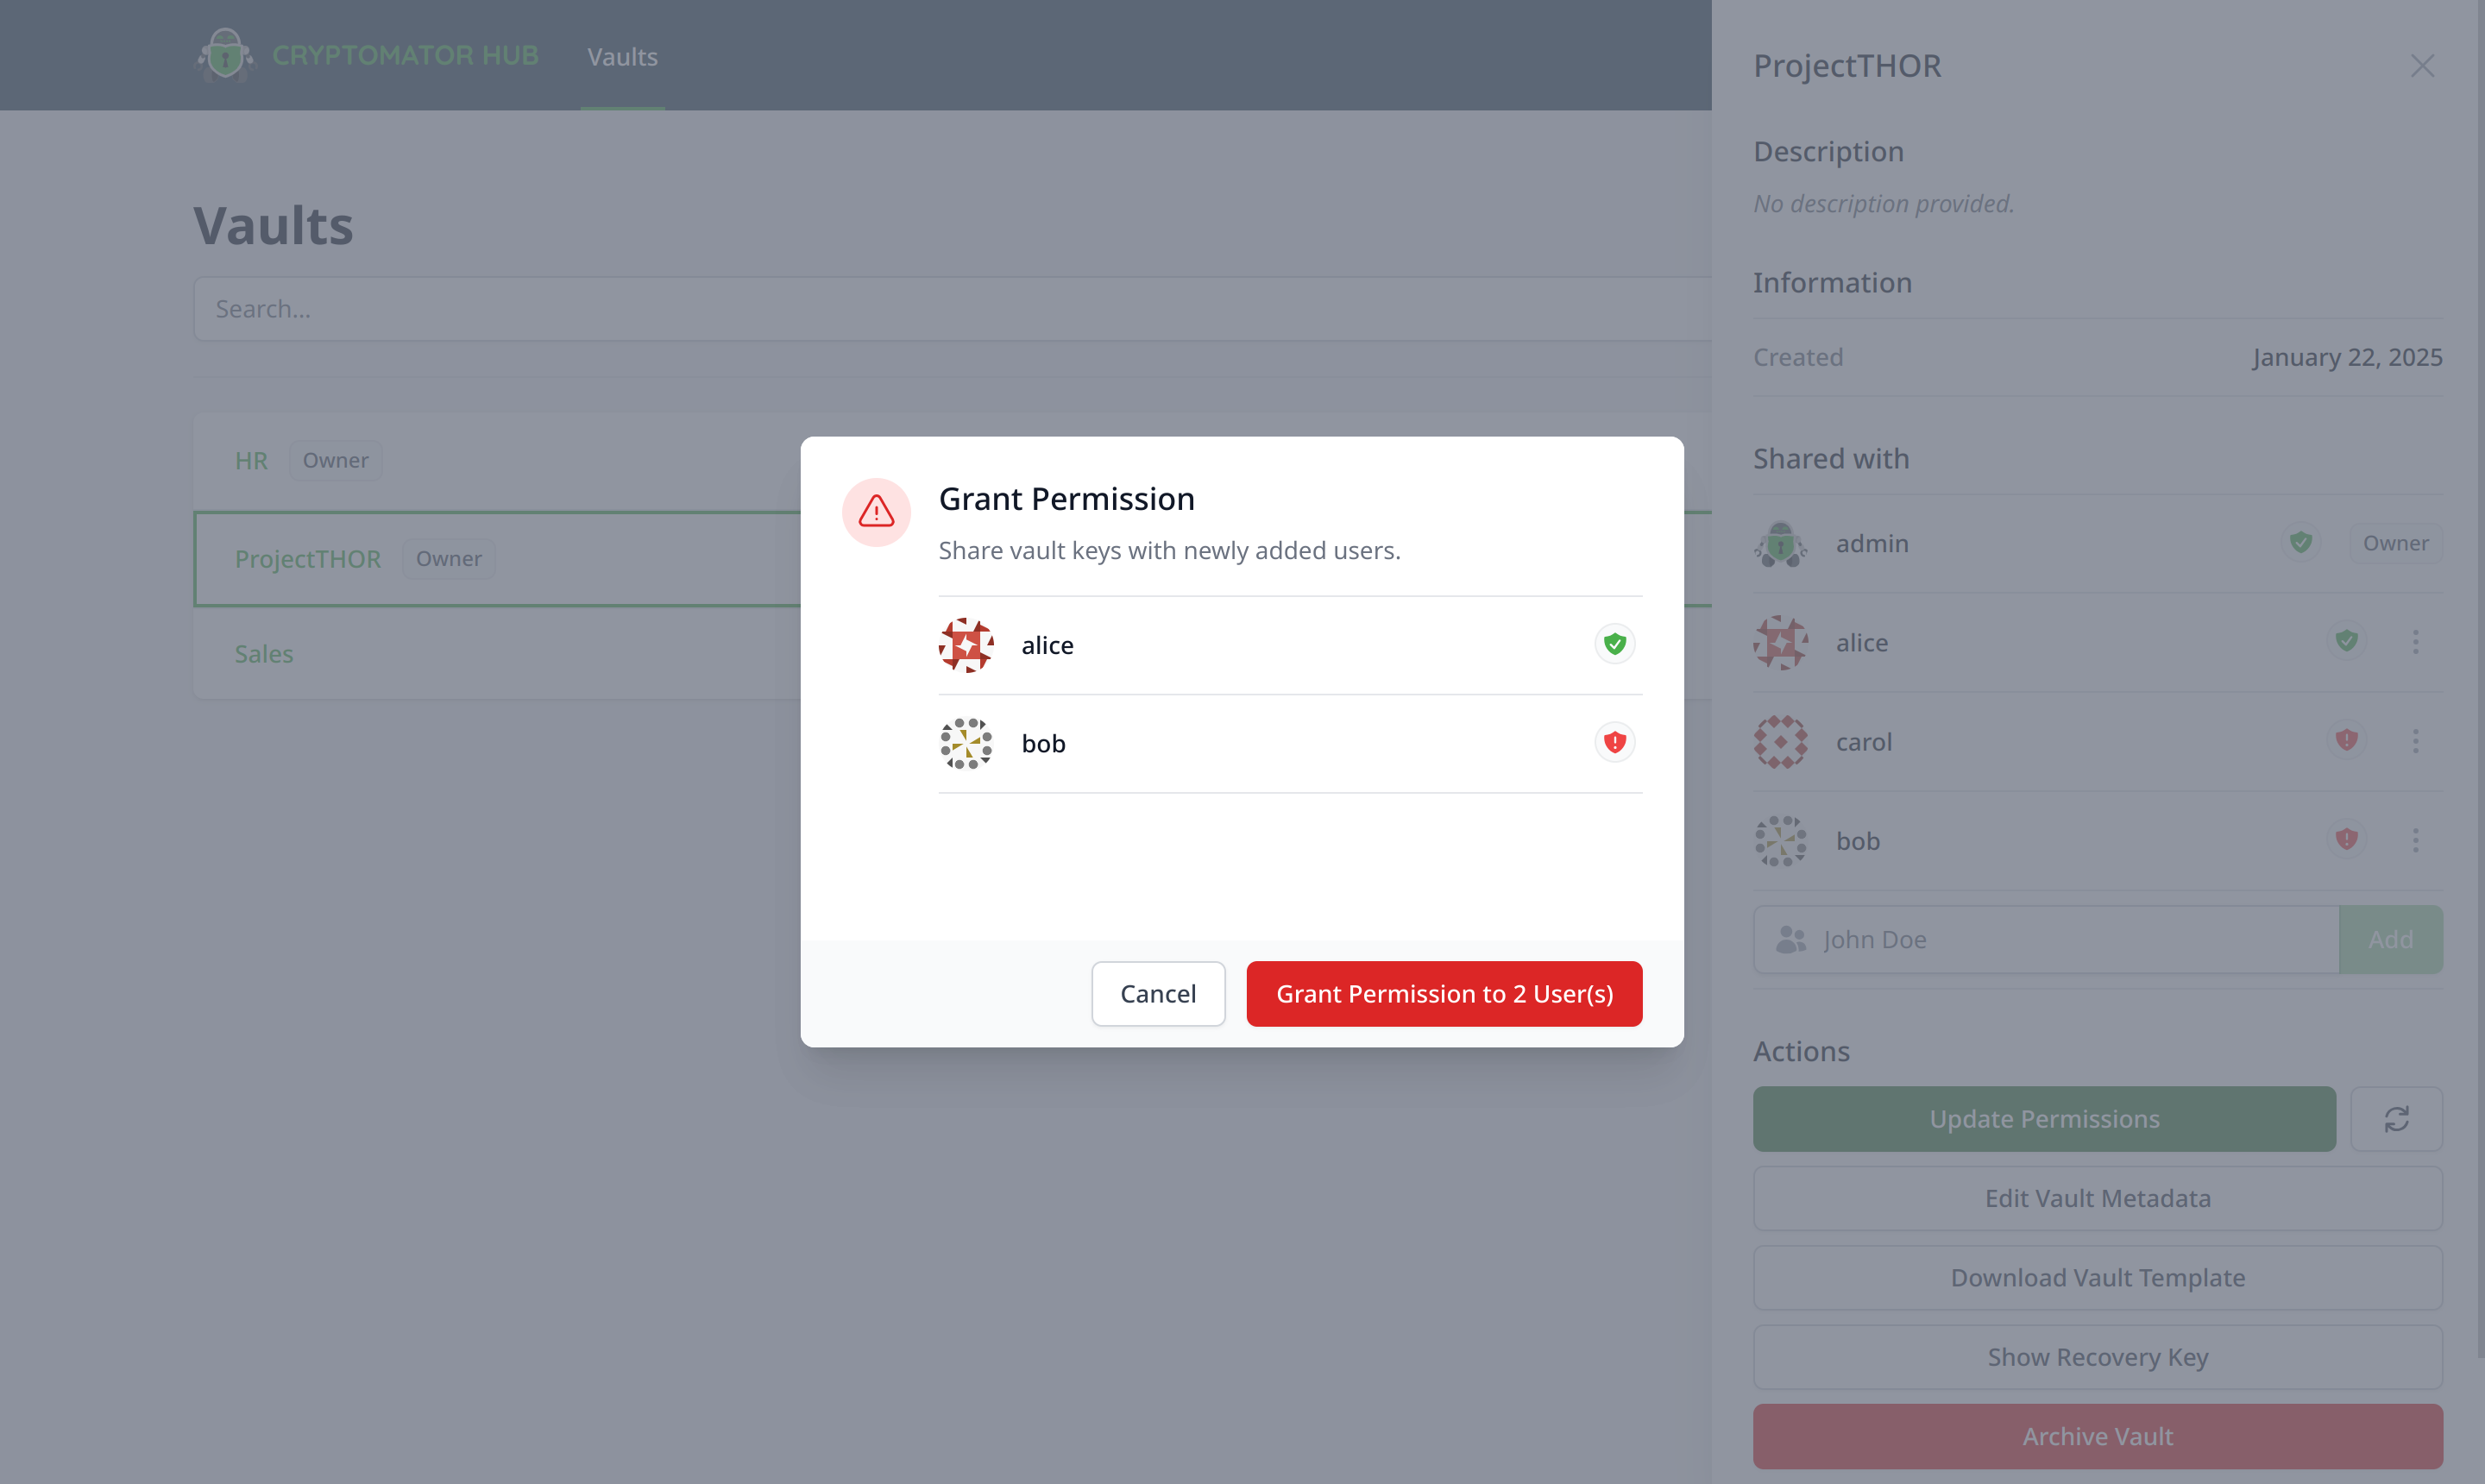 CRYPTOMATOR HUB Vaults
Vaults
Search...
HR Owner
ProjectTHOR Owner
Sales
Grant Permission
Share vault keys with newly added users.
alice
bob
Cancel Grant Permission to 2 User(s)
ProjectTHOR
Description
No description provided.
Information
Created January 22, 2025
Shared with
admin Owner
alice
carol
bob
John Doe Add
Actions
Update Permissions
Edit Vault Metadata
Download Vault Template
Show Recovery Key
Archive Vault